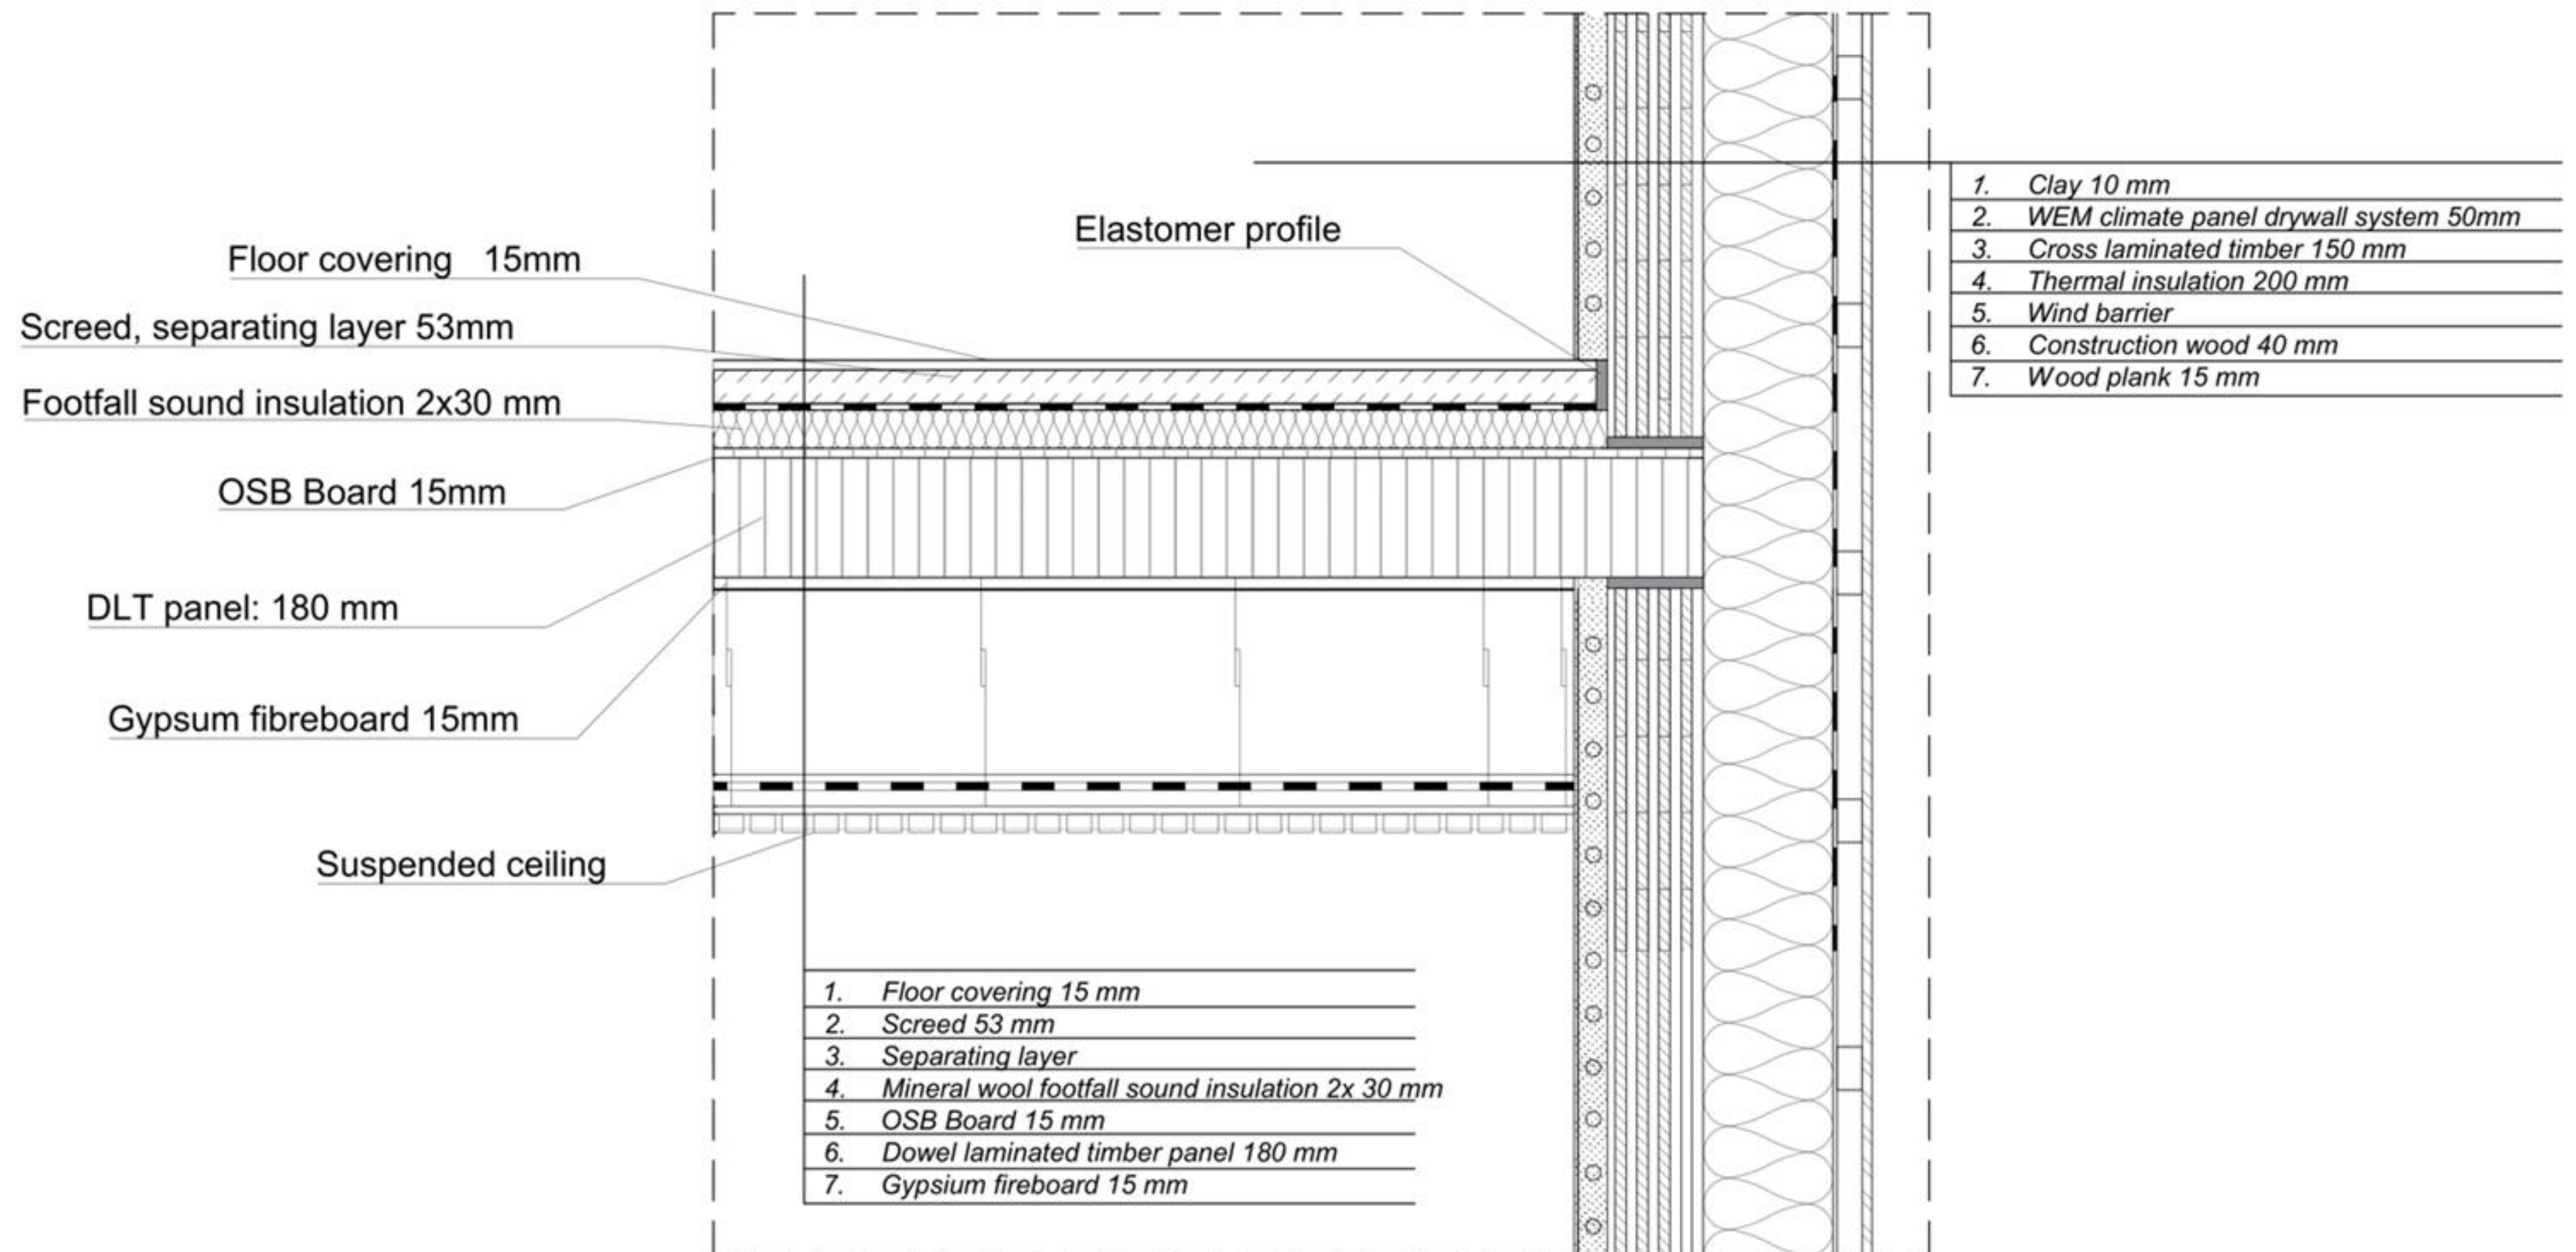 Floor covering 15mm
Screed, separating layer 53mm
Footfall sound insulation 2x30 mm
OSB Board 15mm
DLT panel: 180 mm
Gypsum fibreboard 15mm
Suspended ceiling
Elastomer profile
1. Clay 10 mm
2. WEM climate panel drywall system 50mm
3. Cross laminated timber 150 mm
4. Thermal insulation 200 mm
5. Wind barrier
6. Construction wood 40 mm
7. Wood plank 15 mm
1. Floor covering 15 mm
2. Screed 53 mm
3. Separating layer
4. Mineral wool footfall sound insulation 2x 30 mm
5. OSB Board 15 mm
6. Dowel laminated timber panel 180 mm
7. Gypsium fireboard 15 mm